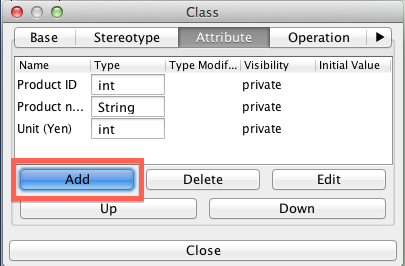 Class
Base Stereotype Attribute Operation
Name Type Type Modif... Visibility Initial Value
Product ID int private
Product n... String private
Unit (Yen) int private
Add Delete Edit
Up Down
Close